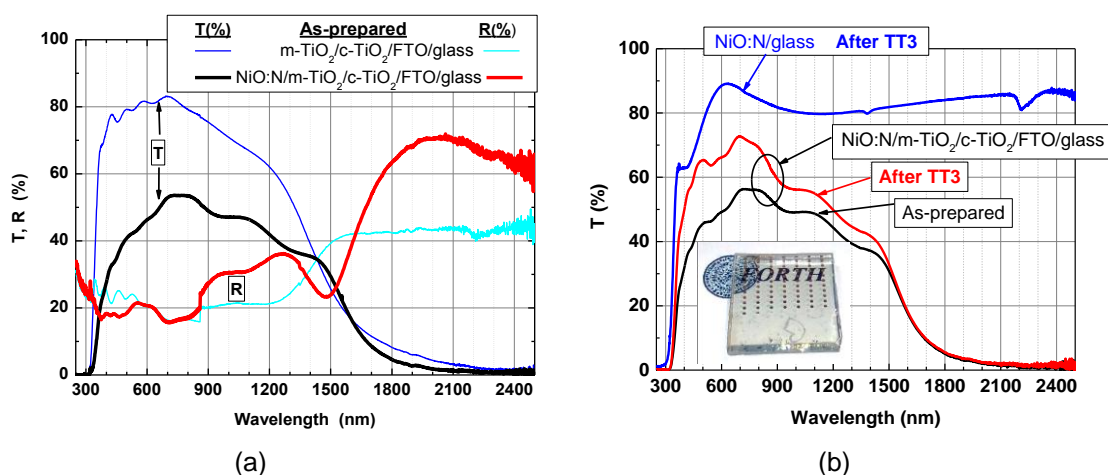 T(%) As-prepared R(%)
m-TiO2/c-TiO2/FTO/glass
NiO:N/m-TiO2/c-TiO2/FTO/glass
100
80
60
40
20
0
T, R (%)
T
R
300 600 900 1200 1500 1800 2100 2400
Wavelength (nm)
(a)
NiO:N/glass After TT3
100
80
60
40
20
0
T (%)
NiO:N/m-TiO2/c-TiO2/FTO/glass
After TT3
As-prepared
FORTH
300 600 900 1200 1500 1800 2100 2400
Wavelength (nm)
(b)